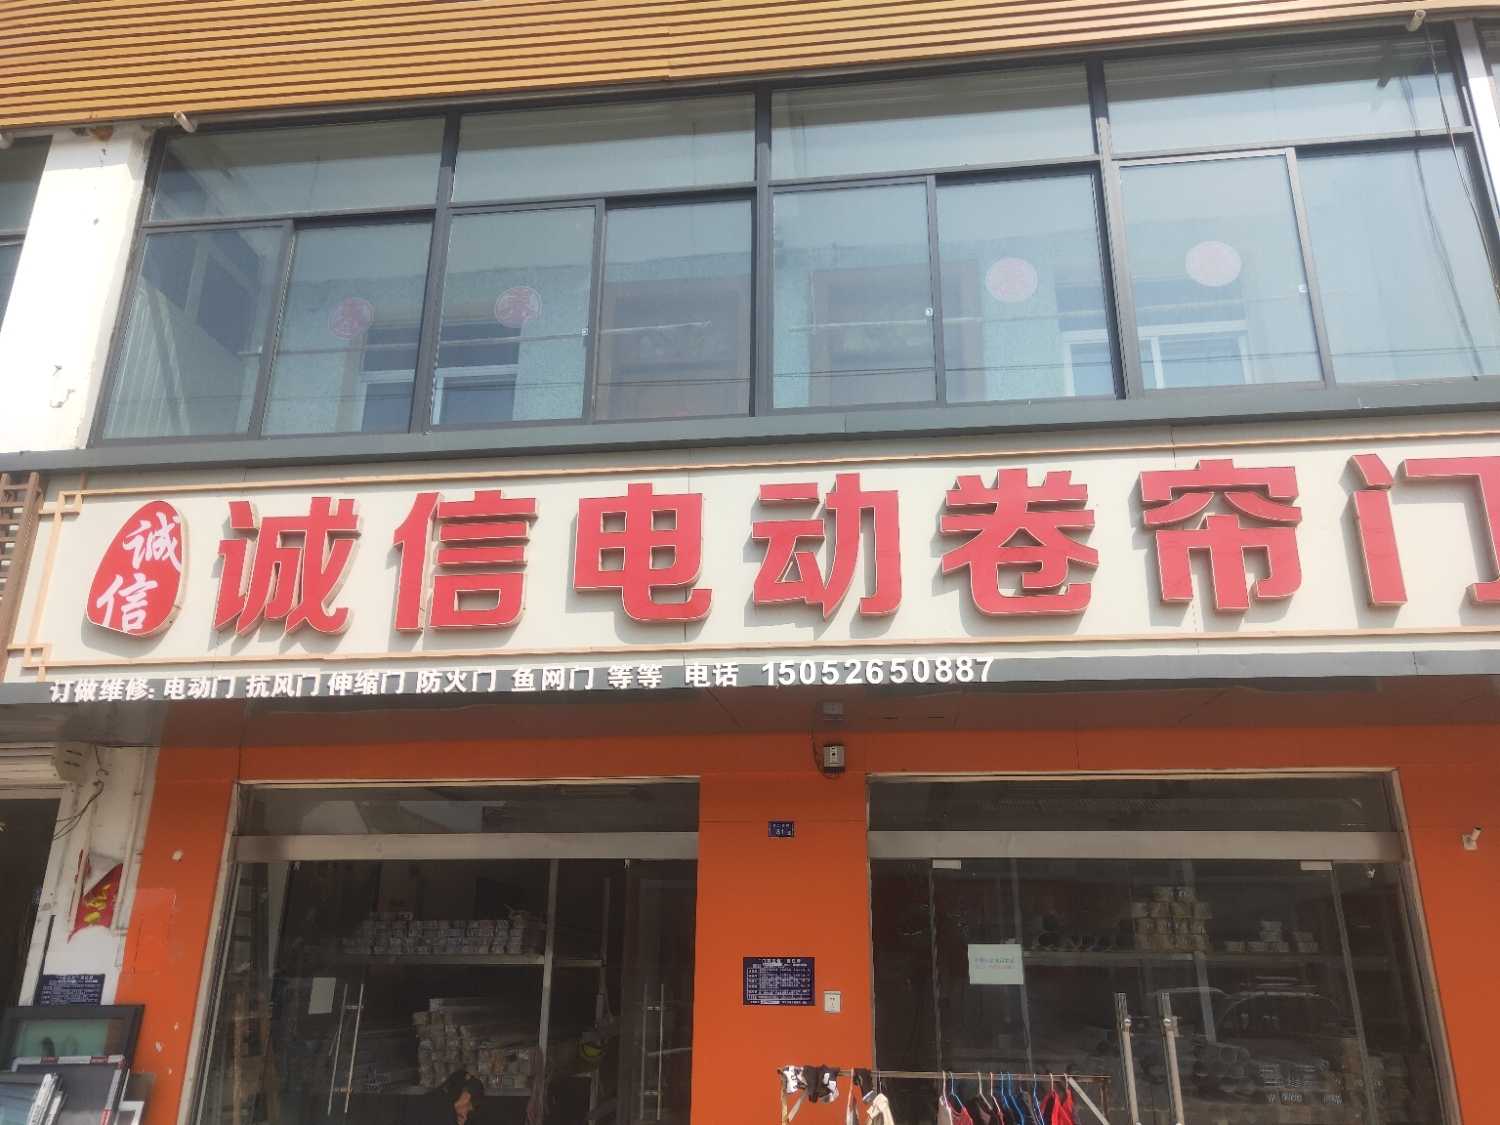 诚信
诚信电动卷帘门
订做维修: 电动门 抗风门 伸缩门 防火门 鱼网门 等等 电话 15052650887